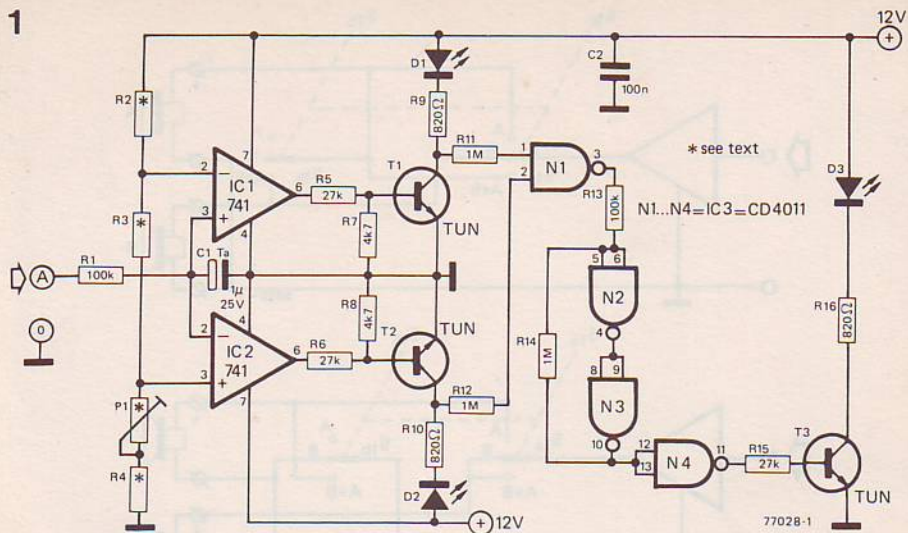 1
12V
+
D1
C2
100n
R2
*
R9
820Ω
R11
1M
1
2
N1
3
* see text
D3
T1
7
2
−
IC1
741
3
+
6
4
R5
27k
R13
100k
N1...N4=IC3=CD4011
R3
*
R7
4k7
TUN
A
R1
100k
C1
Ta
1µ
25V
5
6
N2
4
R16
820Ω
0
R8
4k7
T2
TUN
4
2
−
IC2
741
3
+
6
7
R6
27k
R14
1M
8
9
N3
10
R12
1M
P1
*
R10
820Ω
12
13
N4
11
R15
27k
T3
R4
*
D2
TUN
+
12V
77028-1